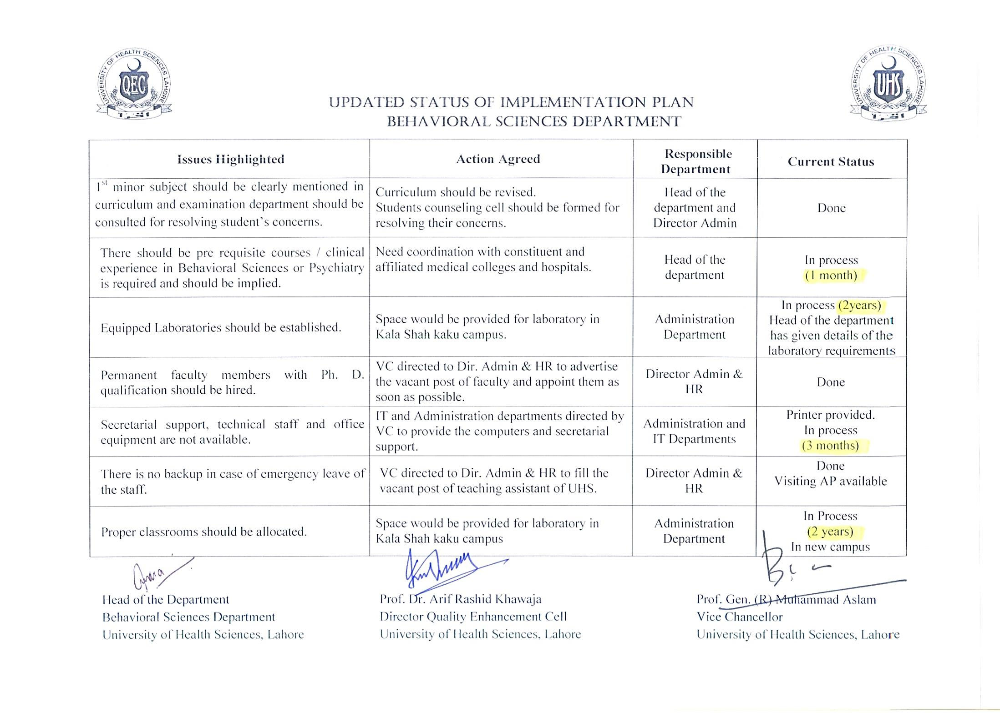 UNIVERSITY OF HEALTH SCIENCES LAHORE
QEC
اقرا
UNIVERSITY OF HEALTH SCIENCES LAHORE
UHS
اقرا
UPDATED STATUS OF IMPLEMENTATION PLAN
BEHAVIORAL SCIENCES DEPARTMENT
Issues Highlighted
Action Agreed
Responsible
Department
Current Status
1st minor subject should be clearly mentioned in
curriculum and examination department should be
consulted for resolving student's concerns.
Curriculum should be revised.
Students counseling cell should be formed for
resolving their concerns.
Head of the
department and
Director Admin
Done
There should be pre requisite courses / clinical
experience in Behavioral Sciences or Psychiatry
is required and should be implied.
Need coordination with constituent and
affiliated medical colleges and hospitals.
Head of the
department
In process
(1 month)
Equipped Laboratories should be established.
Space would be provided for laboratory in
Kala Shah kaku campus.
Administration
Department
In process (2years)
Head of the department
has given details of the
laboratory requirements
Permanent faculty members with Ph. D.
qualification should be hired.
VC directed to Dir. Admin & HR to advertise
the vacant post of faculty and appoint them as
soon as possible.
Director Admin &
HR
Done
Secretarial support, technical staff and office
equipment are not available.
IT and Administration departments directed by
VC to provide the computers and secretarial
support.
Administration and
IT Departments
Printer provided.
In process
(3 months)
There is no backup in case of emergency leave of
the staff.
VC directed to Dir. Admin & HR to fill the
vacant post of teaching assistant of UHS.
Director Admin &
HR
Done
Visiting AP available
Proper classrooms should be allocated.
Space would be provided for laboratory in
Kala Shah kaku campus
Administration
Department
In Process
(2 years)
In new campus
Head of the Department
Behavioral Sciences Department
University of Health Sciences, Lahore
Prof. Dr. Arif Rashid Khawaja
Director Quality Enhancement Cell
University of Health Sciences, Lahore
Prof. Gen. (R) Muhammad Aslam
Vice Chancellor
University of Health Sciences, Lahore